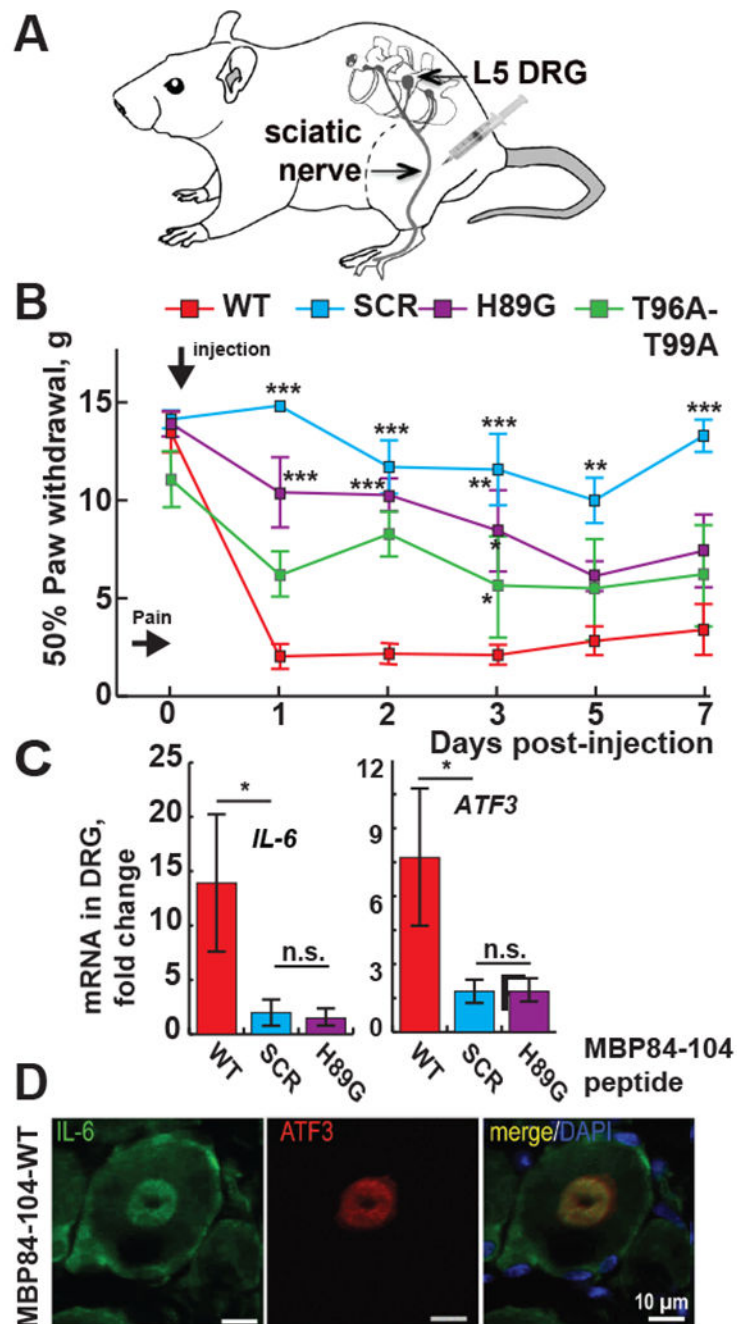 A
L5 DRG
sciatic
nerve
B
WT SCR H89G T96A-
T99A
injection
50% Paw withdrawal, g
15
10
5
0
Pain
*** *** *** ** ***
*** *** ** *
*
0 1 2 3 5 7
Days post-injection
C
mRNA in DRG,
fold change
25
20
15
10
5
0
*
IL-6
n.s.
WT SCR H89G
12
9
6
3
0
*
ATF3
n.s.
WT SCR H89G
MBP84-104
peptide
D
MBP84-104-WT
IL-6
ATF3
merge/DAPI
10 µm